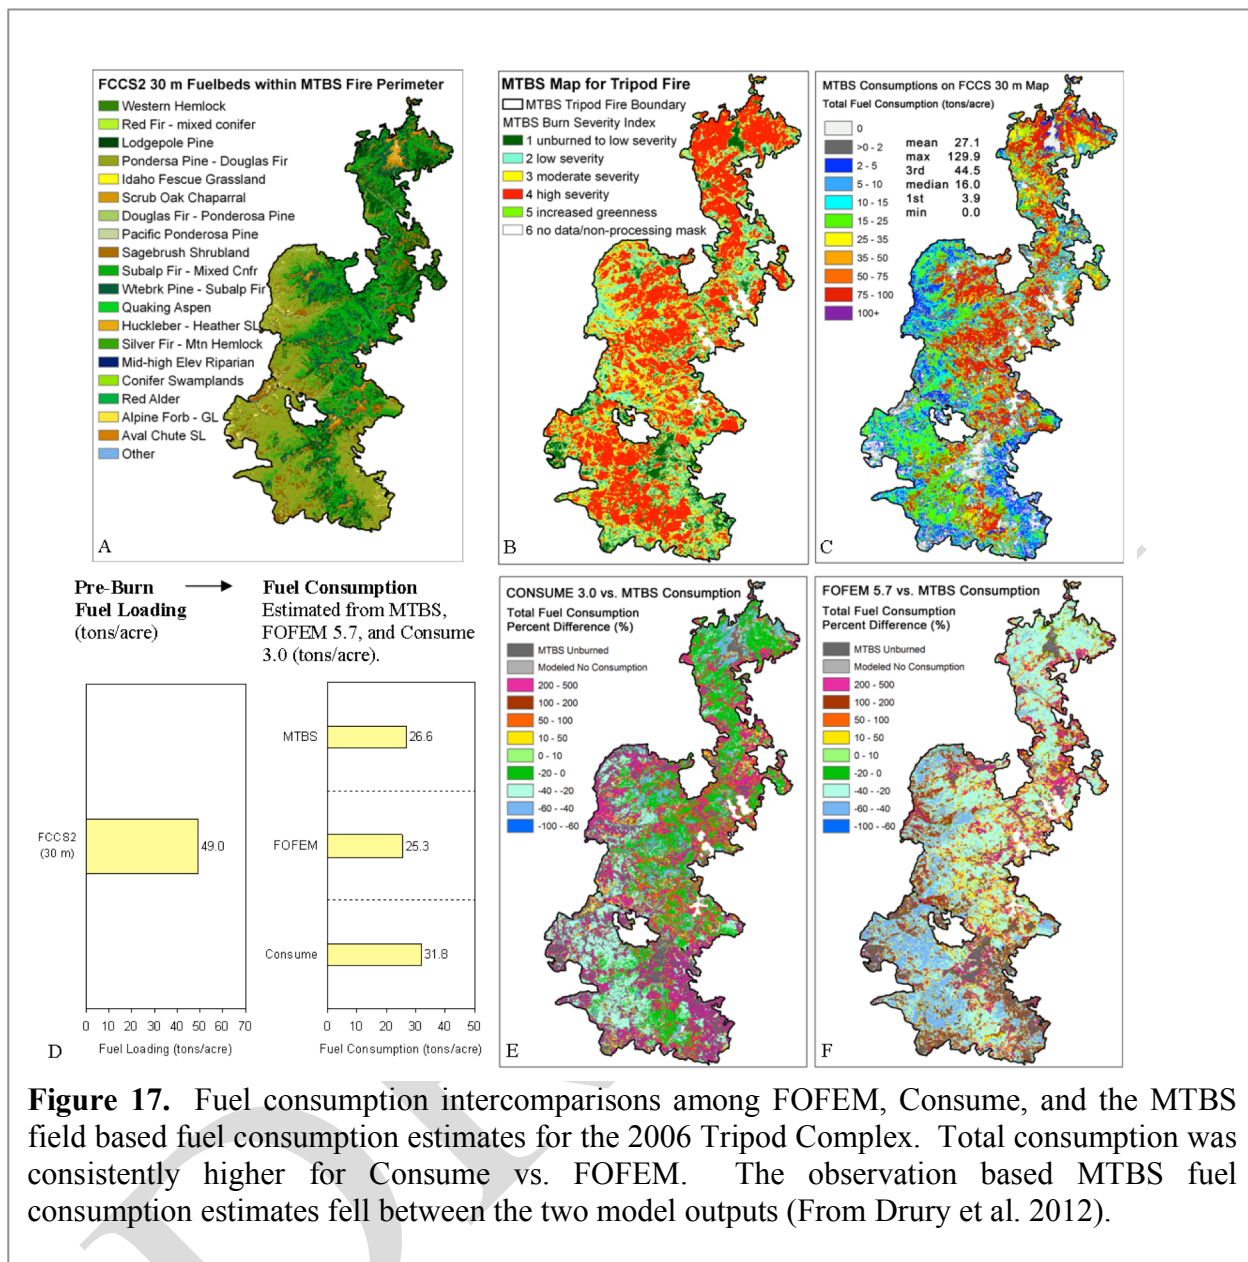 FCCS2 30 m Fuelbeds within MTBS Fire Perimeter
Western Hemlock
Red Fir - mixed conifer
Lodgepole Pine
Pondersa Pine - Douglas Fir
Idaho Fescue Grassland
Scrub Oak Chaparral
Douglas Fir - Ponderosa Pine
Pacific Ponderosa Pine
Sagebrush Shrubland
Subalp Fir - Mixed Cnfr
Wtebrk Pine - Subalp Fir
Quaking Aspen
Huckleber - Heather SL
Silver Fir - Mtn Hemlock
Mid-high Elev Riparian
Conifer Swamplands
Red Alder
Alpine Forb - GL
Aval Chute SL
Other
A
MTBS Map for Tripod Fire
MTBS Tripod Fire Boundary
MTBS Burn Severity Index
1 unburned to low severity
2 low severity
3 moderate severity
4 high severity
5 increased greenness
6 no data/non-processing mask
B
MTBS Consumptions on FCCS 30 m Map
Total Fuel Consumption (tons/acre)
0
>0 - 2
2 - 5
5 - 10
10 - 15
15 - 25
25 - 35
35 - 50
50 - 75
75 - 100
100+
mean 27.1
max 129.9
3rd 44.5
median 16.0
1st 3.9
min 0.0
C
Pre-Burn
Fuel Loading
(tons/acre)
Fuel Consumption
Estimated from MTBS,
FOFEM 5.7, and Consume
3.0 (tons/acre).
FCCS2
(30 m)
49.0
0 10 20 30 40 50 60 70
Fuel Loading (tons/acre)
MTBS
26.6
FOFEM
25.3
Consume
31.8
0 10 20 30 40 50
Fuel Consumption (tons/acre)
D
CONSUME 3.0 vs. MTBS Consumption
Total Fuel Consumption
Percent Difference (%)
MTBS Unburned
Modeled No Consumption
200 - 500
100 - 200
50 - 100
10 - 50
0 - 10
-20 - 0
-40 - -20
-60 - -40
-100 - -60
E
FOFEM 5.7 vs. MTBS Consumption
Total Fuel Consumption
Percent Difference (%)
MTBS Unburned
Modeled No Consumption
200 - 500
100 - 200
50 - 100
10 - 50
0 - 10
-20 - 0
-40 - -20
-60 - -40
-100 - -60
F
Figure 17. Fuel consumption intercomparisons among FOFEM, Consume, and the MTBS
field based fuel consumption estimates for the 2006 Tripod Complex. Total consumption was
consistently higher for Consume vs. FOFEM. The observation based MTBS fuel
consumption estimates fell between the two model outputs (From Drury et al. 2012).